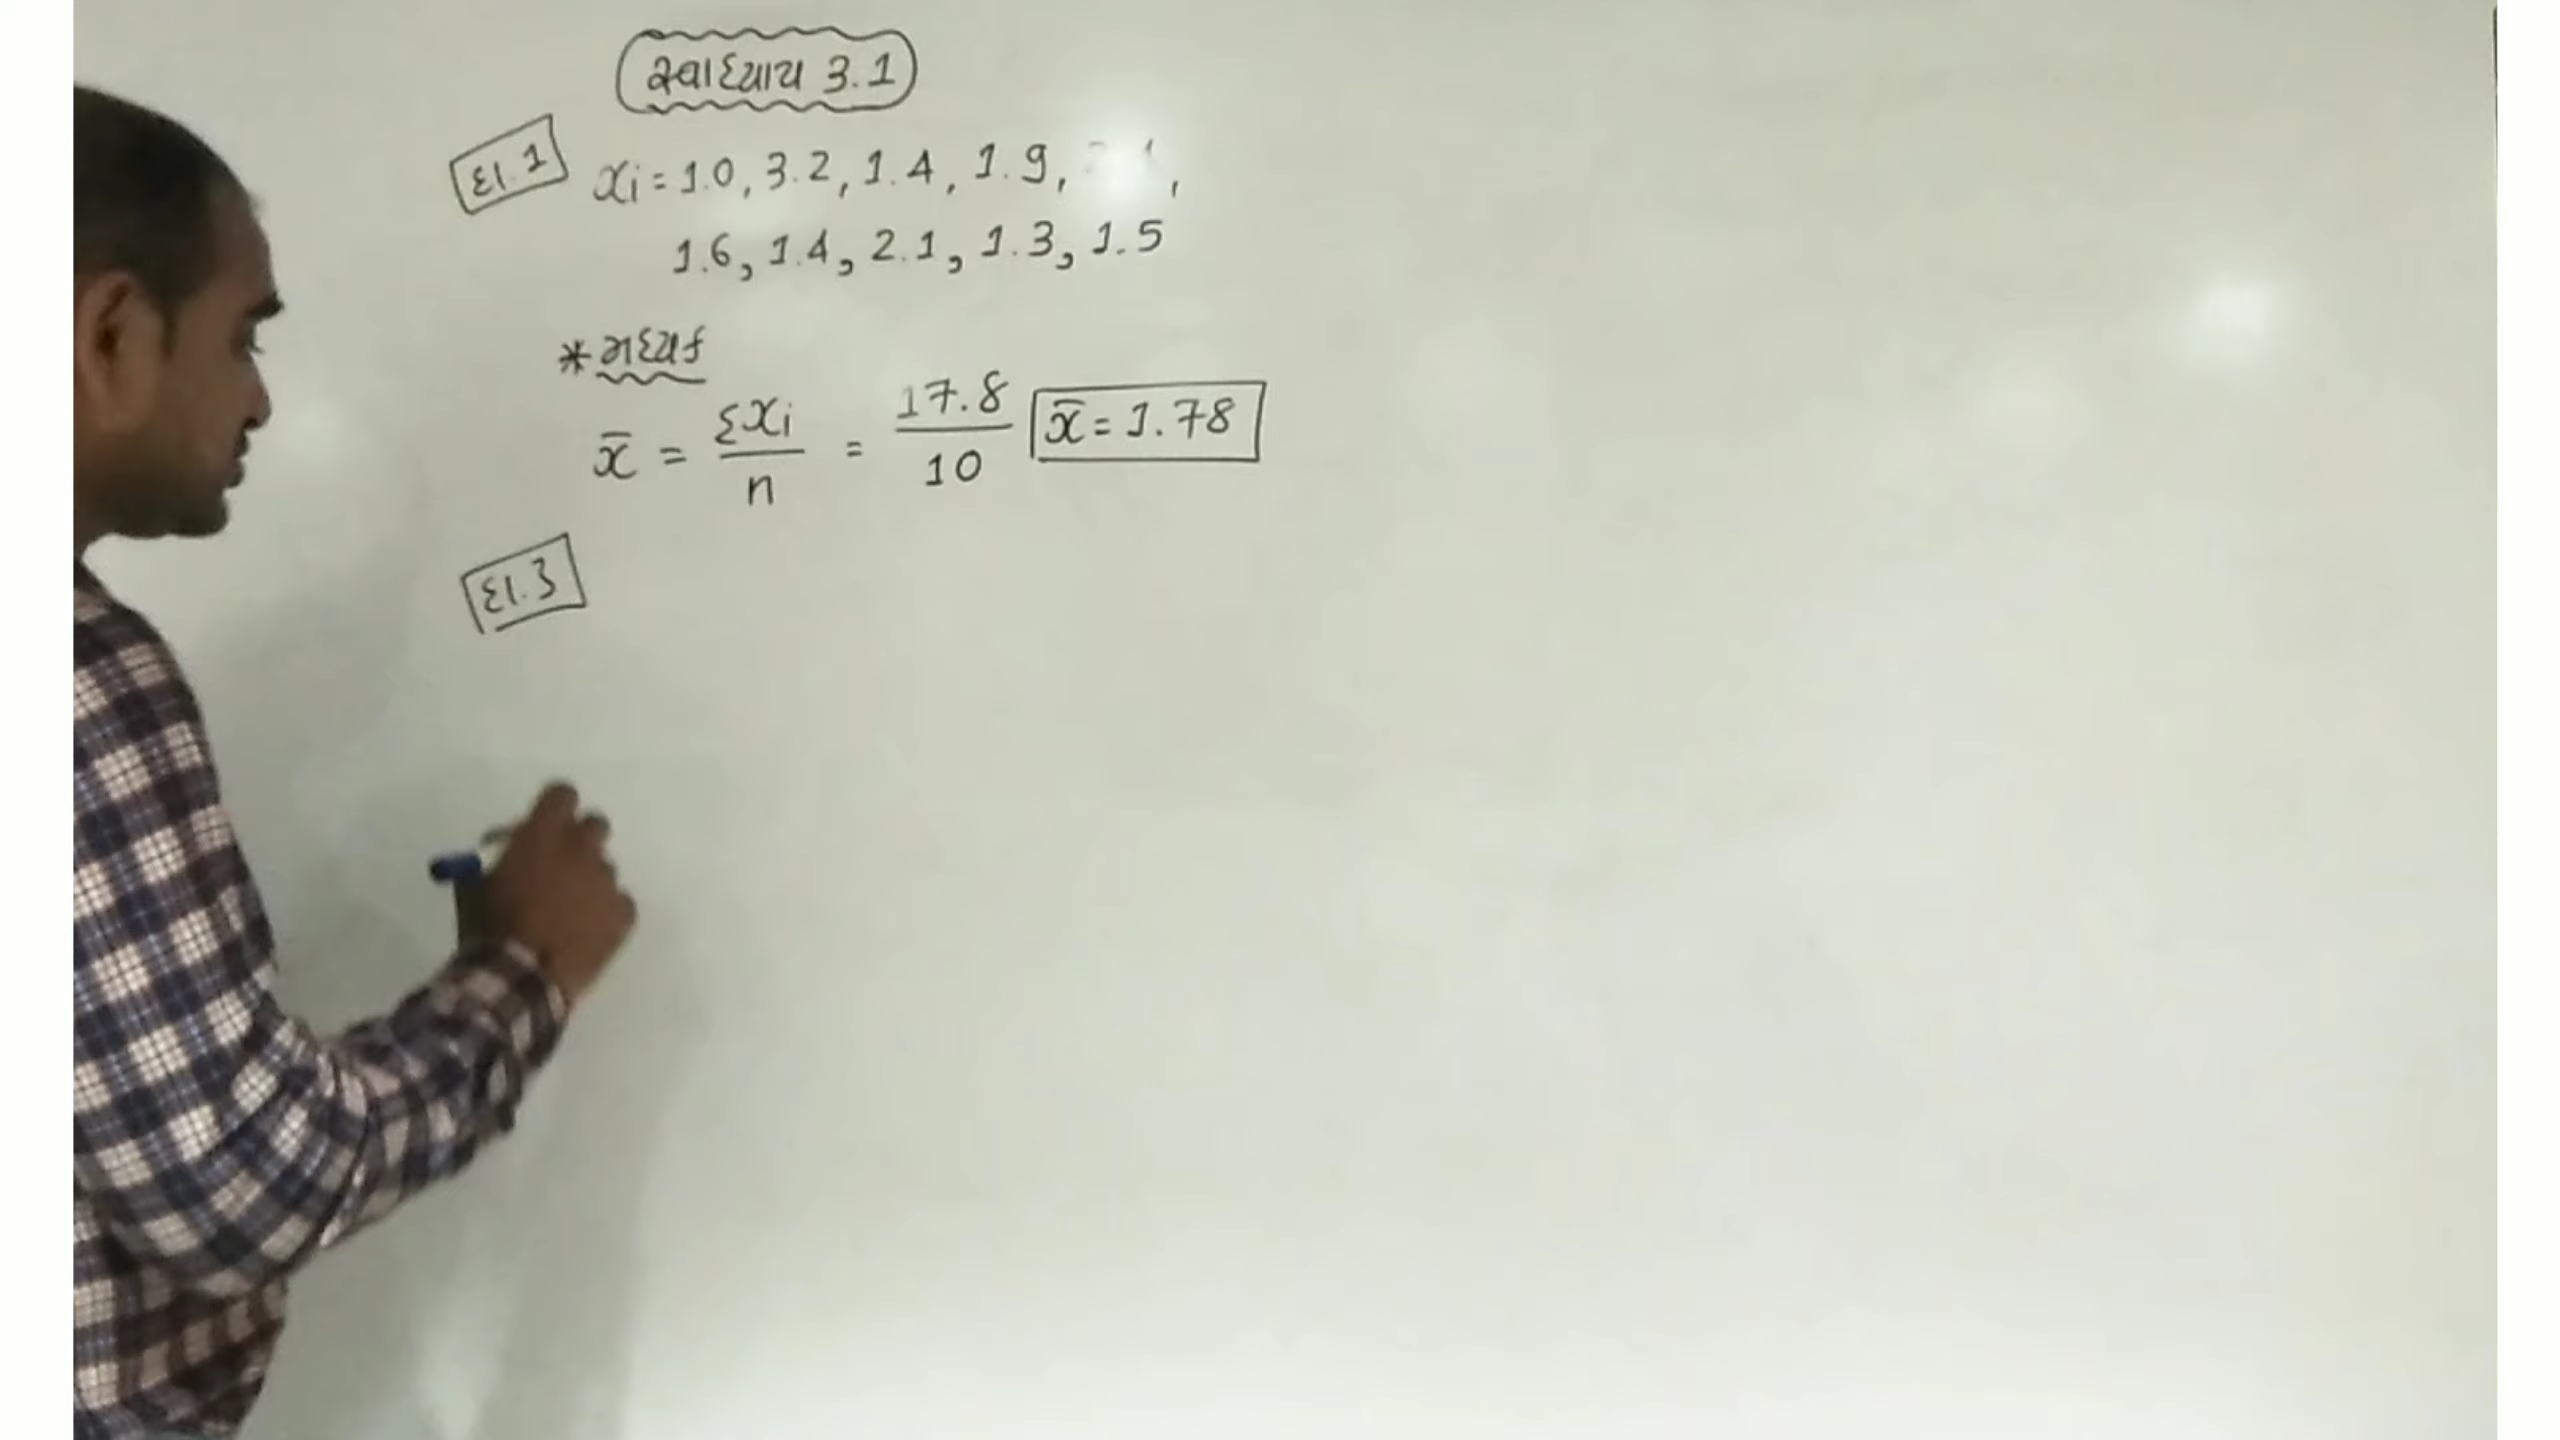 સ્વાધ્યાય 3.1
દા.1 xi = 1.0, 3.2, 1.4, 1.9, ,
1.6, 1.4, 2.1, 1.3, 1.5
* મધ્યક
x̄ = Σxi / n = 17.8 / 10 x̄ = 1.78
દા.3